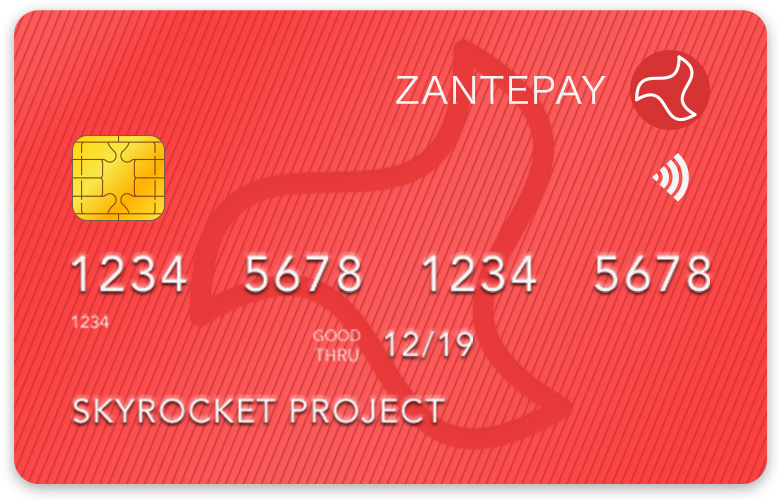 ZANTEPAY
1234 5678 1234 5678
1234
GOOD THRU 12/19
SKYROCKET PROJECT